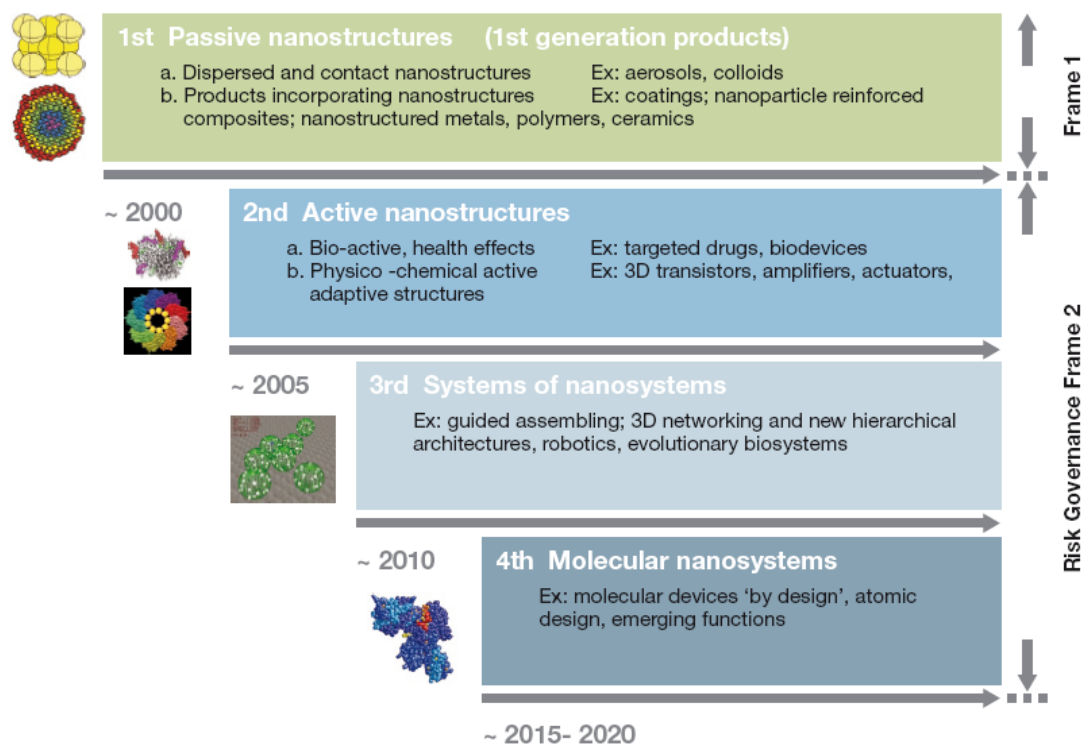 1st Passive nanostructures (1st generation products)
a. Dispersed and contact nanostructures Ex: aerosols, colloids
b. Products incorporating nanostructures Ex: coatings; nanoparticle reinforced
composites; nanostructured metals, polymers, ceramics
Frame 1
~ 2000
2nd Active nanostructures
a. Bio-active, health effects Ex: targeted drugs, biodevices
b. Physico -chemical active Ex: 3D transistors, amplifiers, actuators,
adaptive structures
~ 2005
3rd Systems of nanosystems
Ex: guided assembling; 3D networking and new hierarchical
architectures, robotics, evolutionary biosystems
Risk Governance Frame 2
~ 2010
4th Molecular nanosystems
Ex: molecular devices ‘by design’, atomic
design, emerging functions
~ 2015- 2020